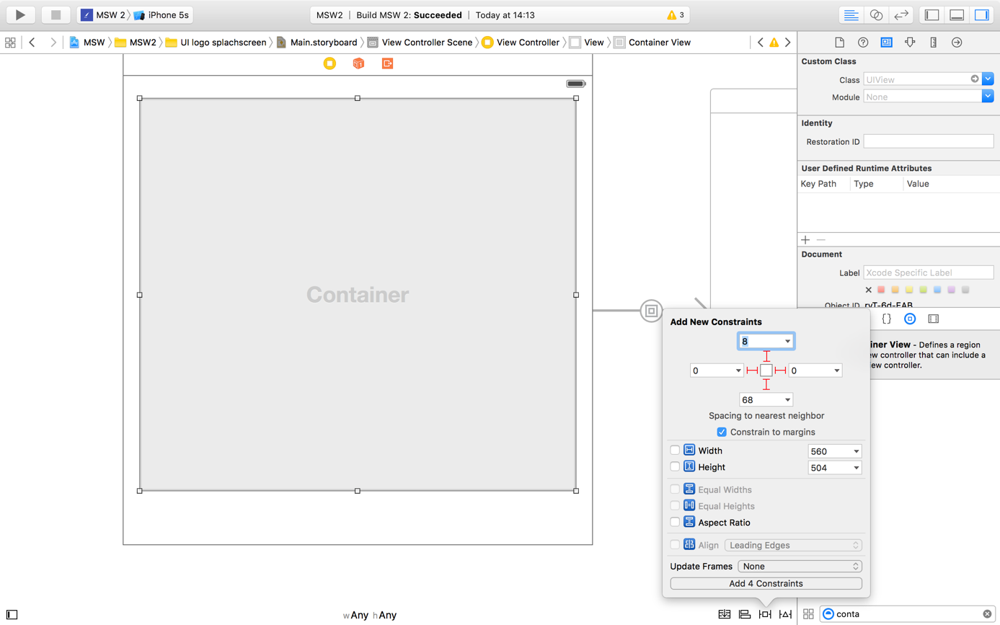 MSW 2 iPhone 5s
MSW2 | Build MSW 2: Succeeded | Today at 14:13
3
MSW MSW2 UI logo splachscreen Main.storyboard View Controller Scene View Controller View Container View
Custom Class
Class UIView
Module None
Identity
Restoration ID
User Defined Runtime Attributes
Key Path Type Value
Document
Label Xcode Specific Label
Container
Add New Constraints
8
0
0
68
Spacing to nearest neighbor
Constrain to margins
Width 560
Height 504
Equal Widths
Equal Heights
Aspect Ratio
Align Leading Edges
Update Frames None
Add 4 Constraints
Object ID
iner View - Defines a region
ew controller that can include a
iew controller.
wAny hAny
conta